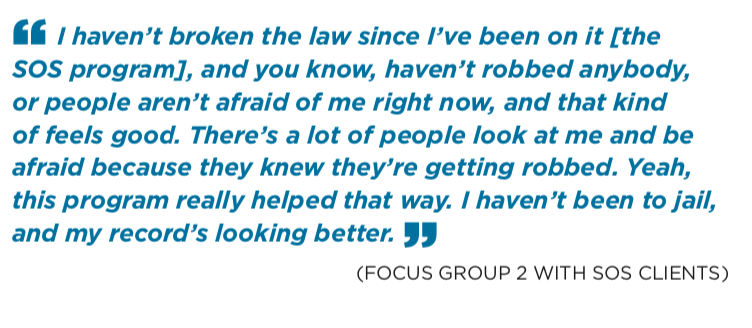 ❝ I haven’t broken the law since I’ve been on it [the
SOS program], and you know, haven’t robbed anybody,
or people aren’t afraid of me right now, and that kind
of feels good. There’s a lot of people look at me and be
afraid because they knew they’re getting robbed. Yeah,
this program really helped that way. I haven’t been to jail,
and my record’s looking better. ❞
(FOCUS GROUP 2 WITH SOS CLIENTS)